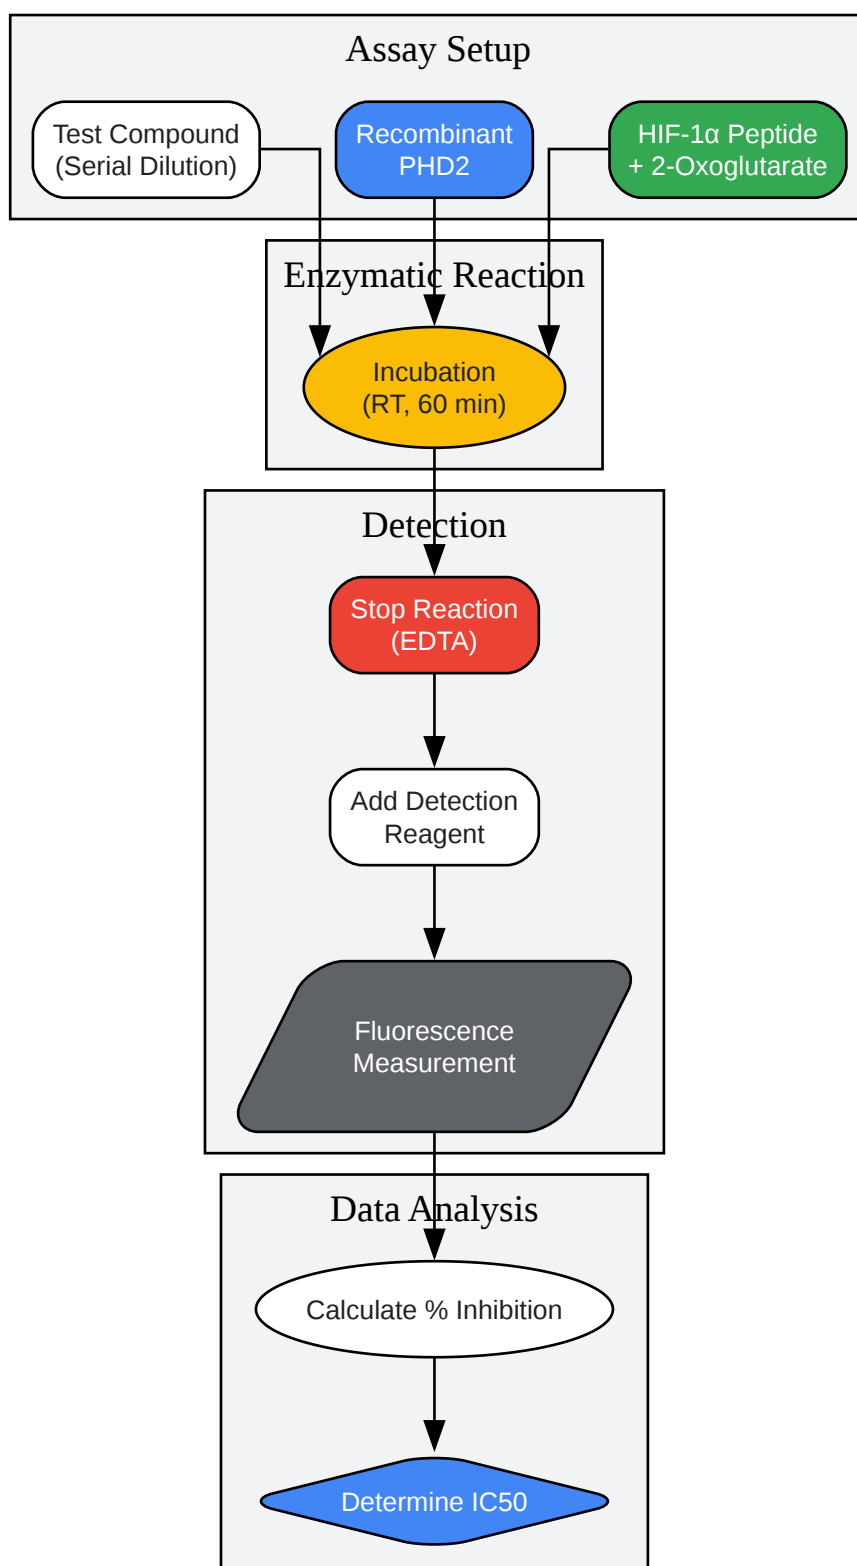 Assay Setup
Test Compound
(Serial Dilution)
Recombinant
PHD2
HIF-1α Peptide
+ 2-Oxoglutarate
Enzymatic Reaction
Incubation
(RT, 60 min)
Detection
Stop Reaction
(EDTA)
Add Detection
Reagent
Fluorescence
Measurement
Data Analysis
Calculate % Inhibition
Determine IC50